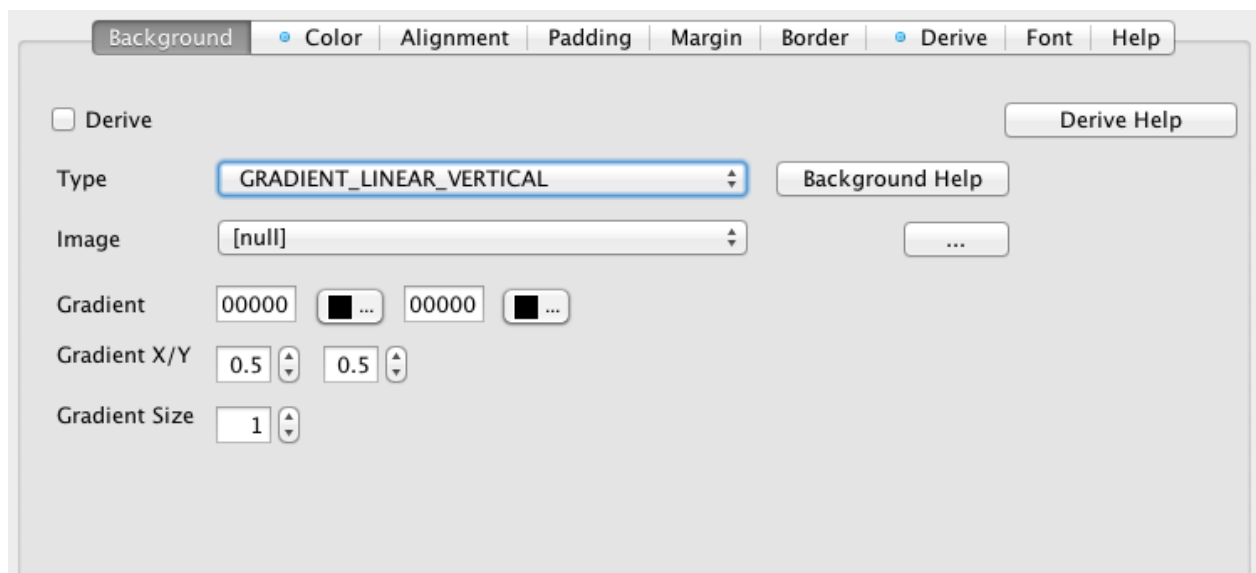 Background Color Alignment Padding Margin Border Derive Font Help
Derive Derive Help
Type GRADIENT_LINEAR_VERTICAL Background Help
Image [null] ...
Gradient 00000 ... 00000 ...
Gradient X/Y 0.5 0.5
Gradient Size 1